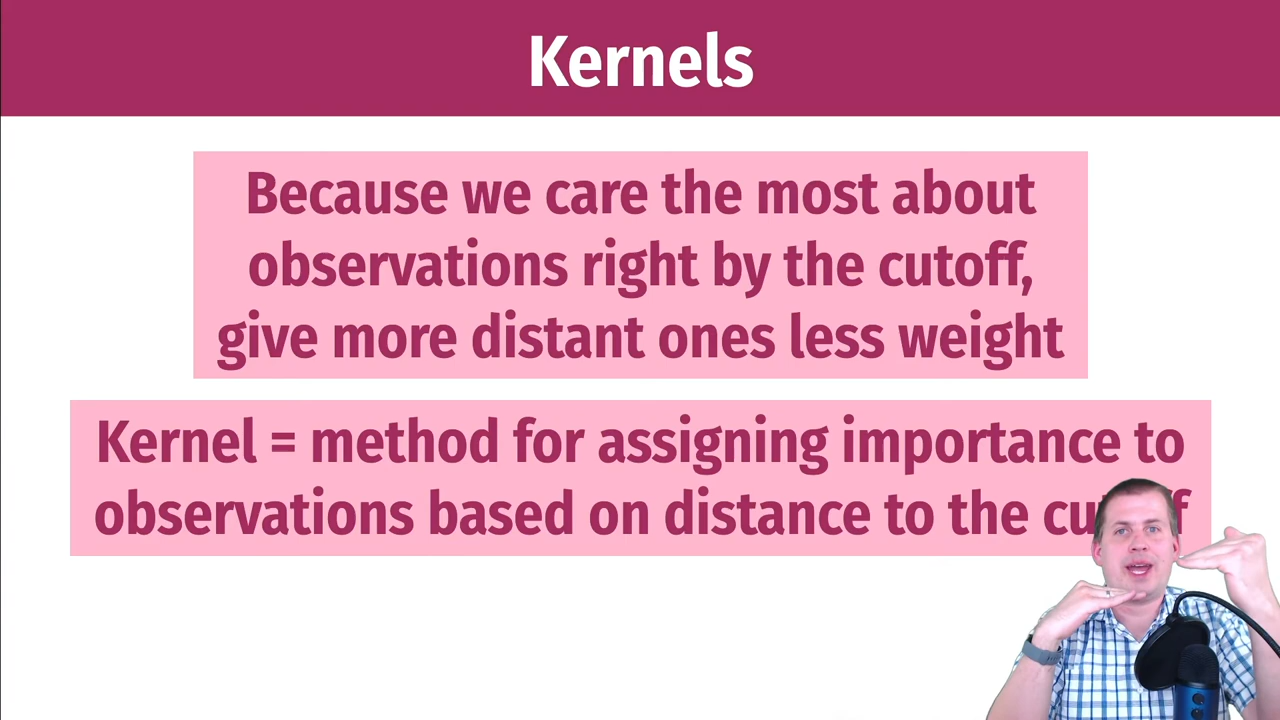 Kernels
Because we care the most about
observations right by the cutoff,
give more distant ones less weight
Kernel = method for assigning importance to
observations based on distance to the